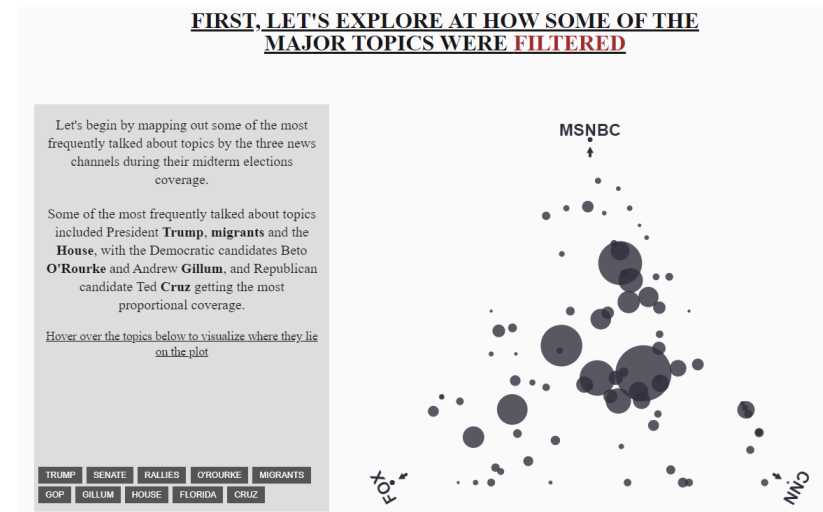 FIRST, LET'S EXPLORE AT HOW SOME OF THE
MAJOR TOPICS WERE FILTERED
Let's begin by mapping out some of the most
frequently talked about topics by the three news
channels during their midterm elections
coverage.
Some of the most frequently talked about topics
included President Trump, migrants and the
House, with the Democratic candidates Beto
O'Rourke and Andrew Gillum, and Republican
candidate Ted Cruz getting the most
proportional coverage.
Hover over the topics below to visualize where they lie
on the plot
TRUMP SENATE RALLIES O'ROURKE MIGRANTS
GOP GILLUM HOUSE FLORIDA CRUZ
MSNBC
FOX
CNN